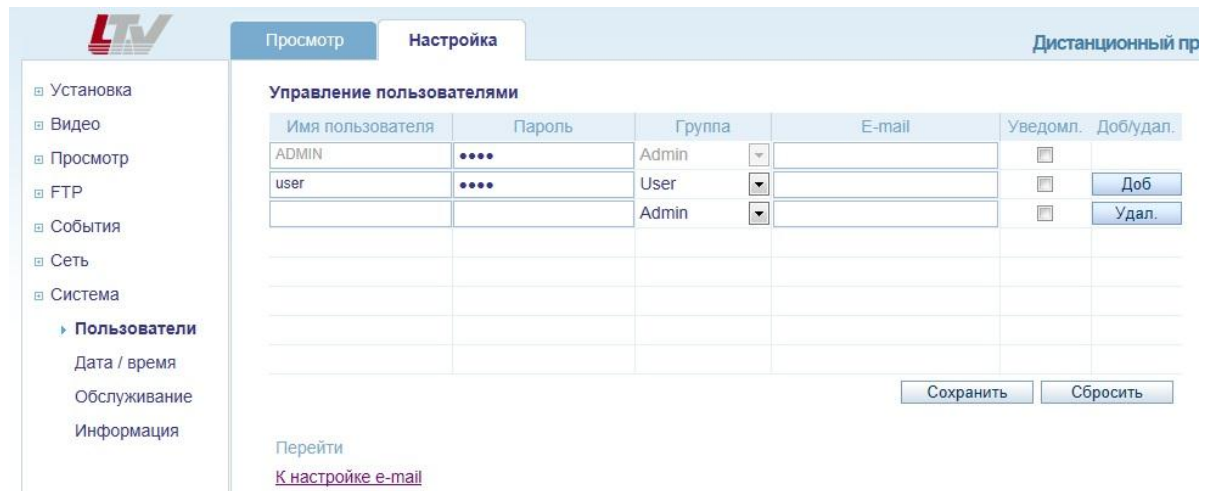 LTV
Просмотр
Настройка
Дистанционный пр
Установка
Видео
Просмотр
FTP
События
Сеть
Система
Пользователи
Дата / время
Обслуживание
Информация
Управление пользователями
Имя пользователя Пароль Группа E-mail Уведомл. Доб/удал.
ADMIN •••• Admin
user •••• User Доб
Admin Удал.
Сохранить Сбросить
Перейти
К настройке e-mail